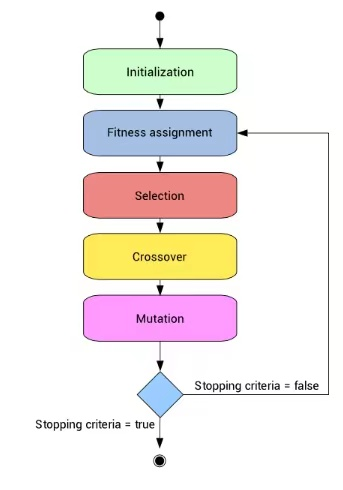 Initialization
Fitness assignment
Selection
Crossover
Mutation
Stopping criteria = false
Stopping criteria = true